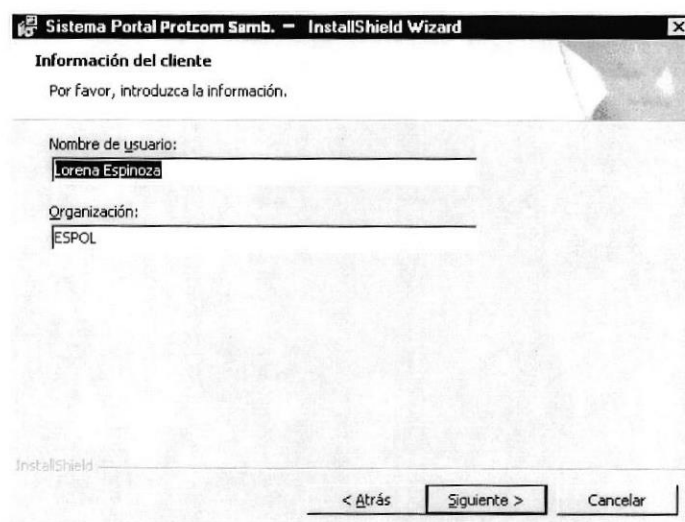 Sistema Portal Protcom Samb. - InstallShield Wizard
Información del cliente
Por favor, introduzca la información.
Nombre de usuario:
Lorena Espinoza
Organización:
ESPOL
InstallShield
< Atrás Siguiente > Cancelar